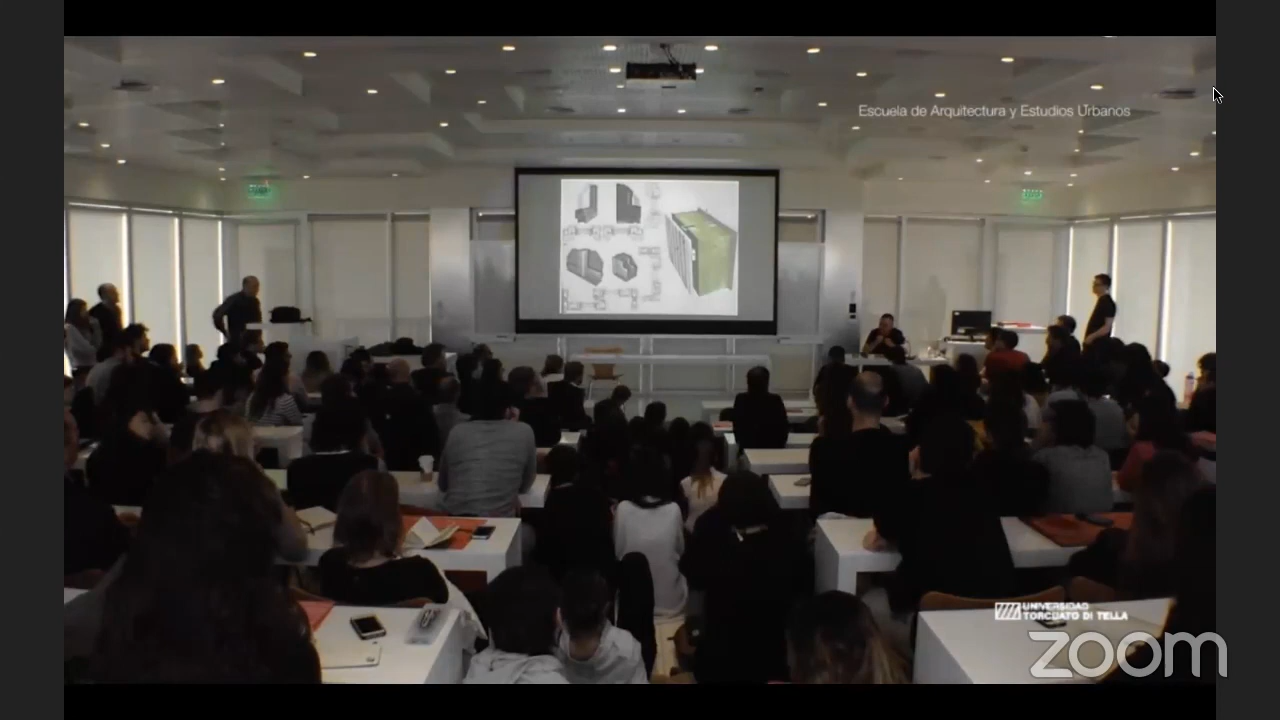 Escuela de Arquitectura y Estudios Urbanos
UNIVERSIDAD
TORCUATO DI TELLA
zoom